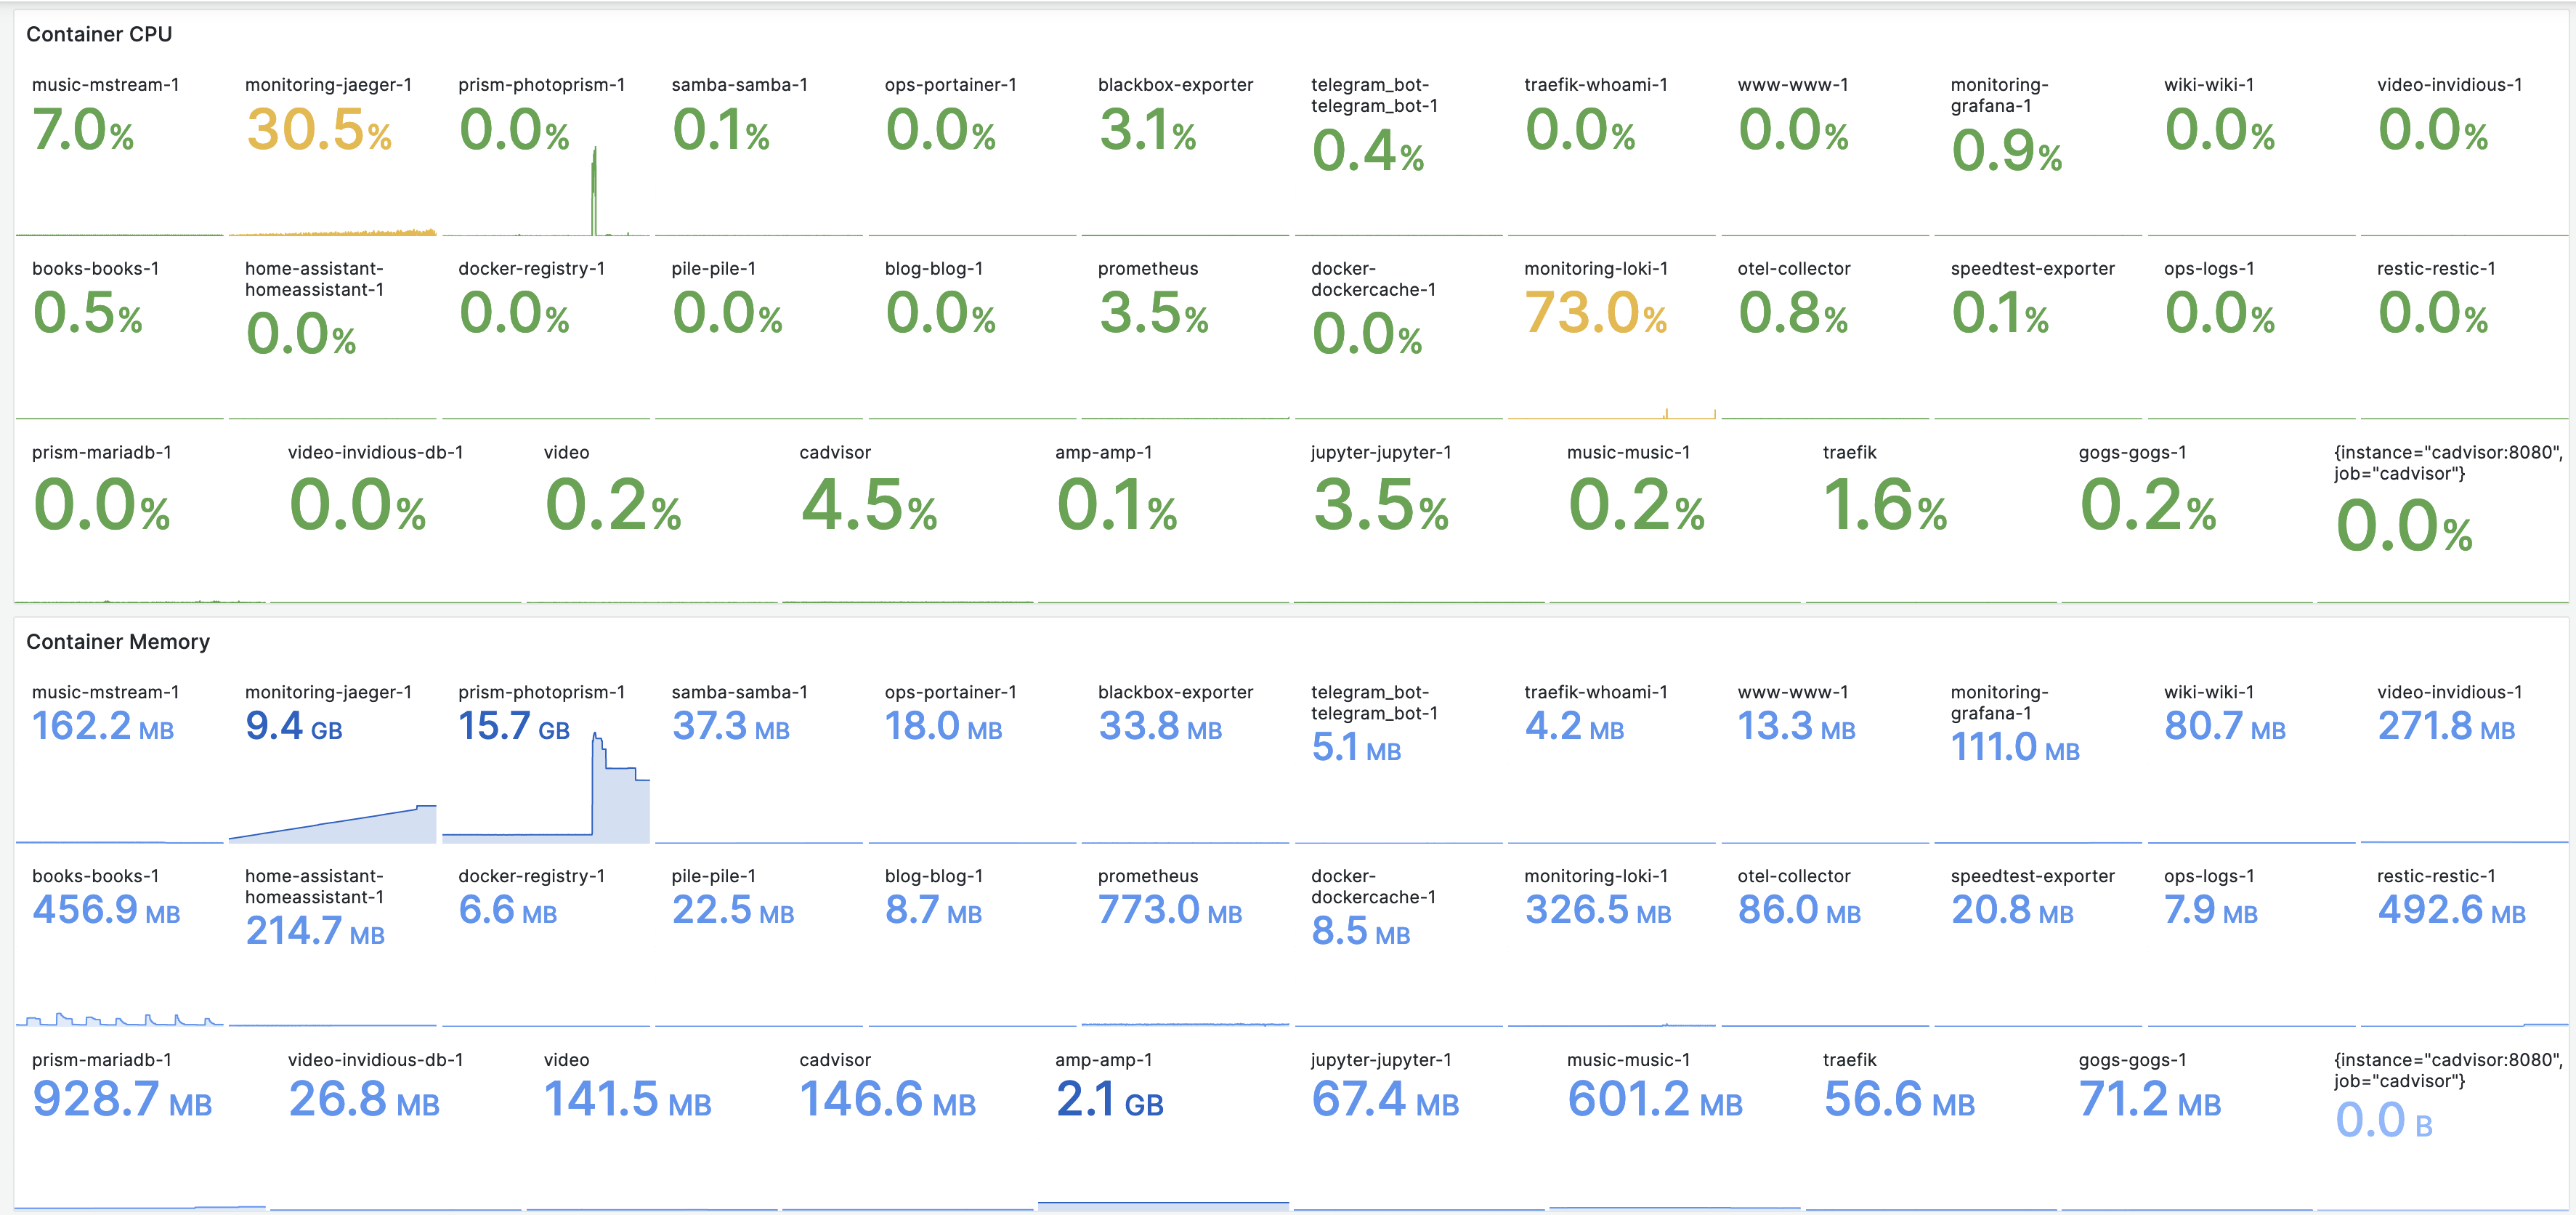 Container CPU
music-mstream-1
7.0%
monitoring-jaeger-1
30.5%
prism-photoprism-1
0.0%
samba-samba-1
0.1%
ops-portainer-1
0.0%
blackbox-exporter
3.1%
telegram_bot-
telegram_bot-1
0.4%
traefik-whoami-1
0.0%
www-www-1
0.0%
monitoring-
grafana-1
0.9%
wiki-wiki-1
0.0%
video-invidious-1
0.0%
books-books-1
0.5%
home-assistant-
homeassistant-1
0.0%
docker-registry-1
0.0%
pile-pile-1
0.0%
blog-blog-1
0.0%
prometheus
3.5%
docker-
dockercache-1
0.0%
monitoring-loki-1
73.0%
otel-collector
0.8%
speedtest-exporter
0.1%
ops-logs-1
0.0%
restic-restic-1
0.0%
prism-mariadb-1
0.0%
video-invidious-db-1
0.0%
video
0.2%
cadvisor
4.5%
amp-amp-1
0.1%
jupyter-jupyter-1
3.5%
music-music-1
0.2%
traefik
1.6%
gogs-gogs-1
0.2%
{instance="cadvisor:8080",
job="cadvisor"}
0.0%
Container Memory
music-mstream-1
162.2 MB
monitoring-jaeger-1
9.4 GB
prism-photoprism-1
15.7 GB
samba-samba-1
37.3 MB
ops-portainer-1
18.0 MB
blackbox-exporter
33.8 MB
telegram_bot-
telegram_bot-1
5.1 MB
traefik-whoami-1
4.2 MB
www-www-1
13.3 MB
monitoring-
grafana-1
111.0 MB
wiki-wiki-1
80.7 MB
video-invidious-1
271.8 MB
books-books-1
456.9 MB
home-assistant-
homeassistant-1
214.7 MB
docker-registry-1
6.6 MB
pile-pile-1
22.5 MB
blog-blog-1
8.7 MB
prometheus
773.0 MB
docker-
dockercache-1
8.5 MB
monitoring-loki-1
326.5 MB
otel-collector
86.0 MB
speedtest-exporter
20.8 MB
ops-logs-1
7.9 MB
restic-restic-1
492.6 MB
prism-mariadb-1
928.7 MB
video-invidious-db-1
26.8 MB
video
141.5 MB
cadvisor
146.6 MB
amp-amp-1
2.1 GB
jupyter-jupyter-1
67.4 MB
music-music-1
601.2 MB
traefik
56.6 MB
gogs-gogs-1
71.2 MB
{instance="cadvisor:8080",
job="cadvisor"}
0.0 B